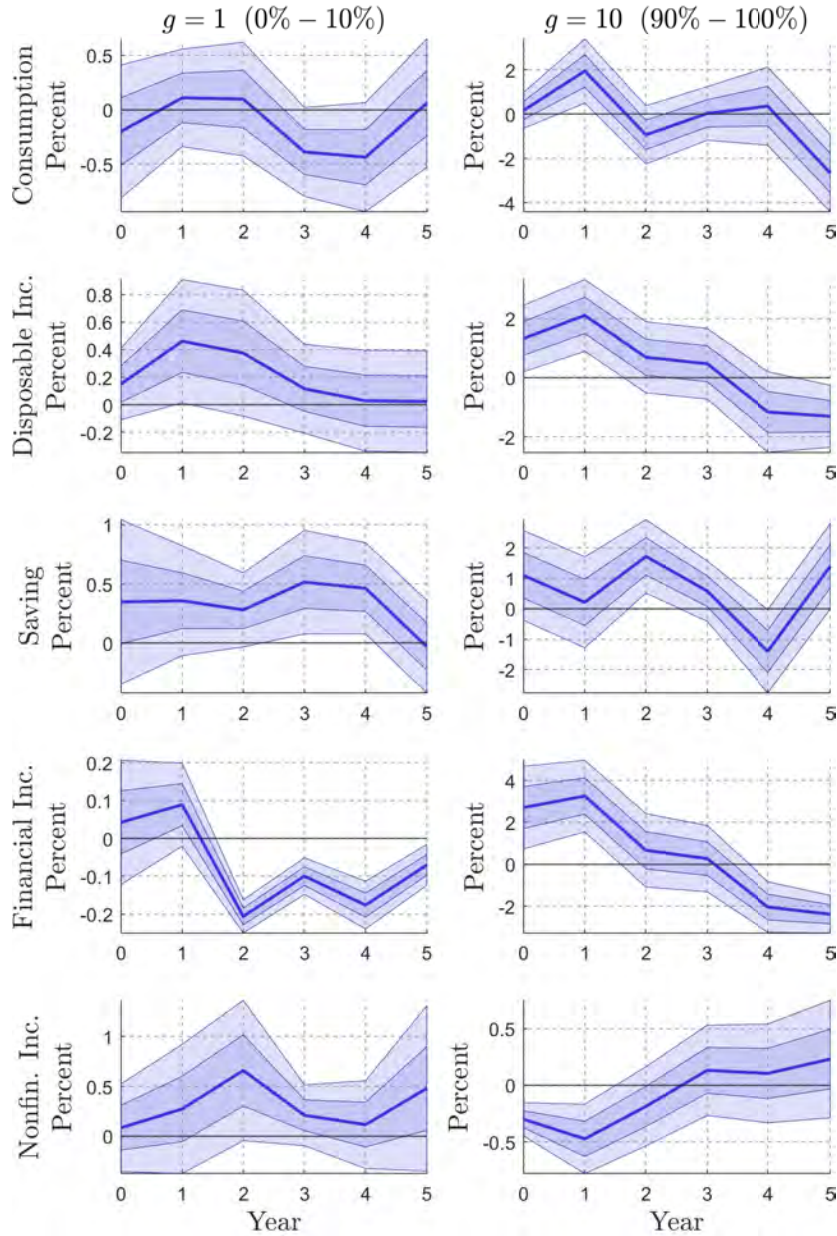 g = 1 (0% − 10%)
g = 10 (90% − 100%)
Consumption
Percent
0.5
0
-0.5
0 1 2 3 4 5
Percent
2
0
-2
-4
0 1 2 3 4 5
Disposable Inc.
Percent
0.8
0.6
0.4
0.2
0
-0.2
0 1 2 3 4 5
Percent
2
0
-2
0 1 2 3 4 5
Saving
Percent
1
0.5
0
0 1 2 3 4 5
Percent
2
1
0
-1
-2
0 1 2 3 4 5
Financial Inc.
Percent
0.2
0.1
0
-0.1
-0.2
0 1 2 3 4 5
Percent
4
2
0
-2
0 1 2 3 4 5
Nonfin. Inc.
Percent
1
0.5
0
0 1 2 3 4 5
Year
Percent
0.5
0
-0.5
0 1 2 3 4 5
Year